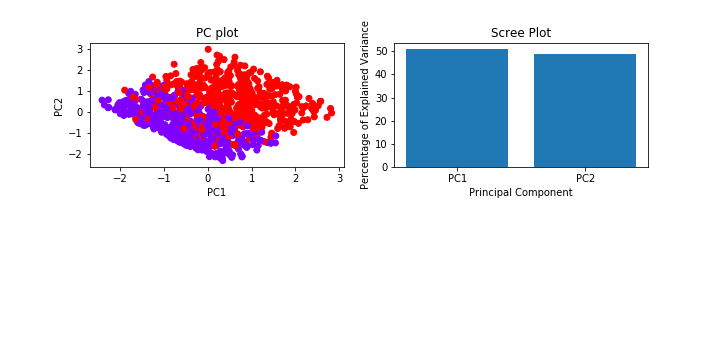 PC plot
3
2
1
0
−1
−2
PC2
−2
−1
0
1
2
3
PC1
Scree Plot
50
40
30
20
10
0
Percentage of Explained Variance
PC1
PC2
Principal Component